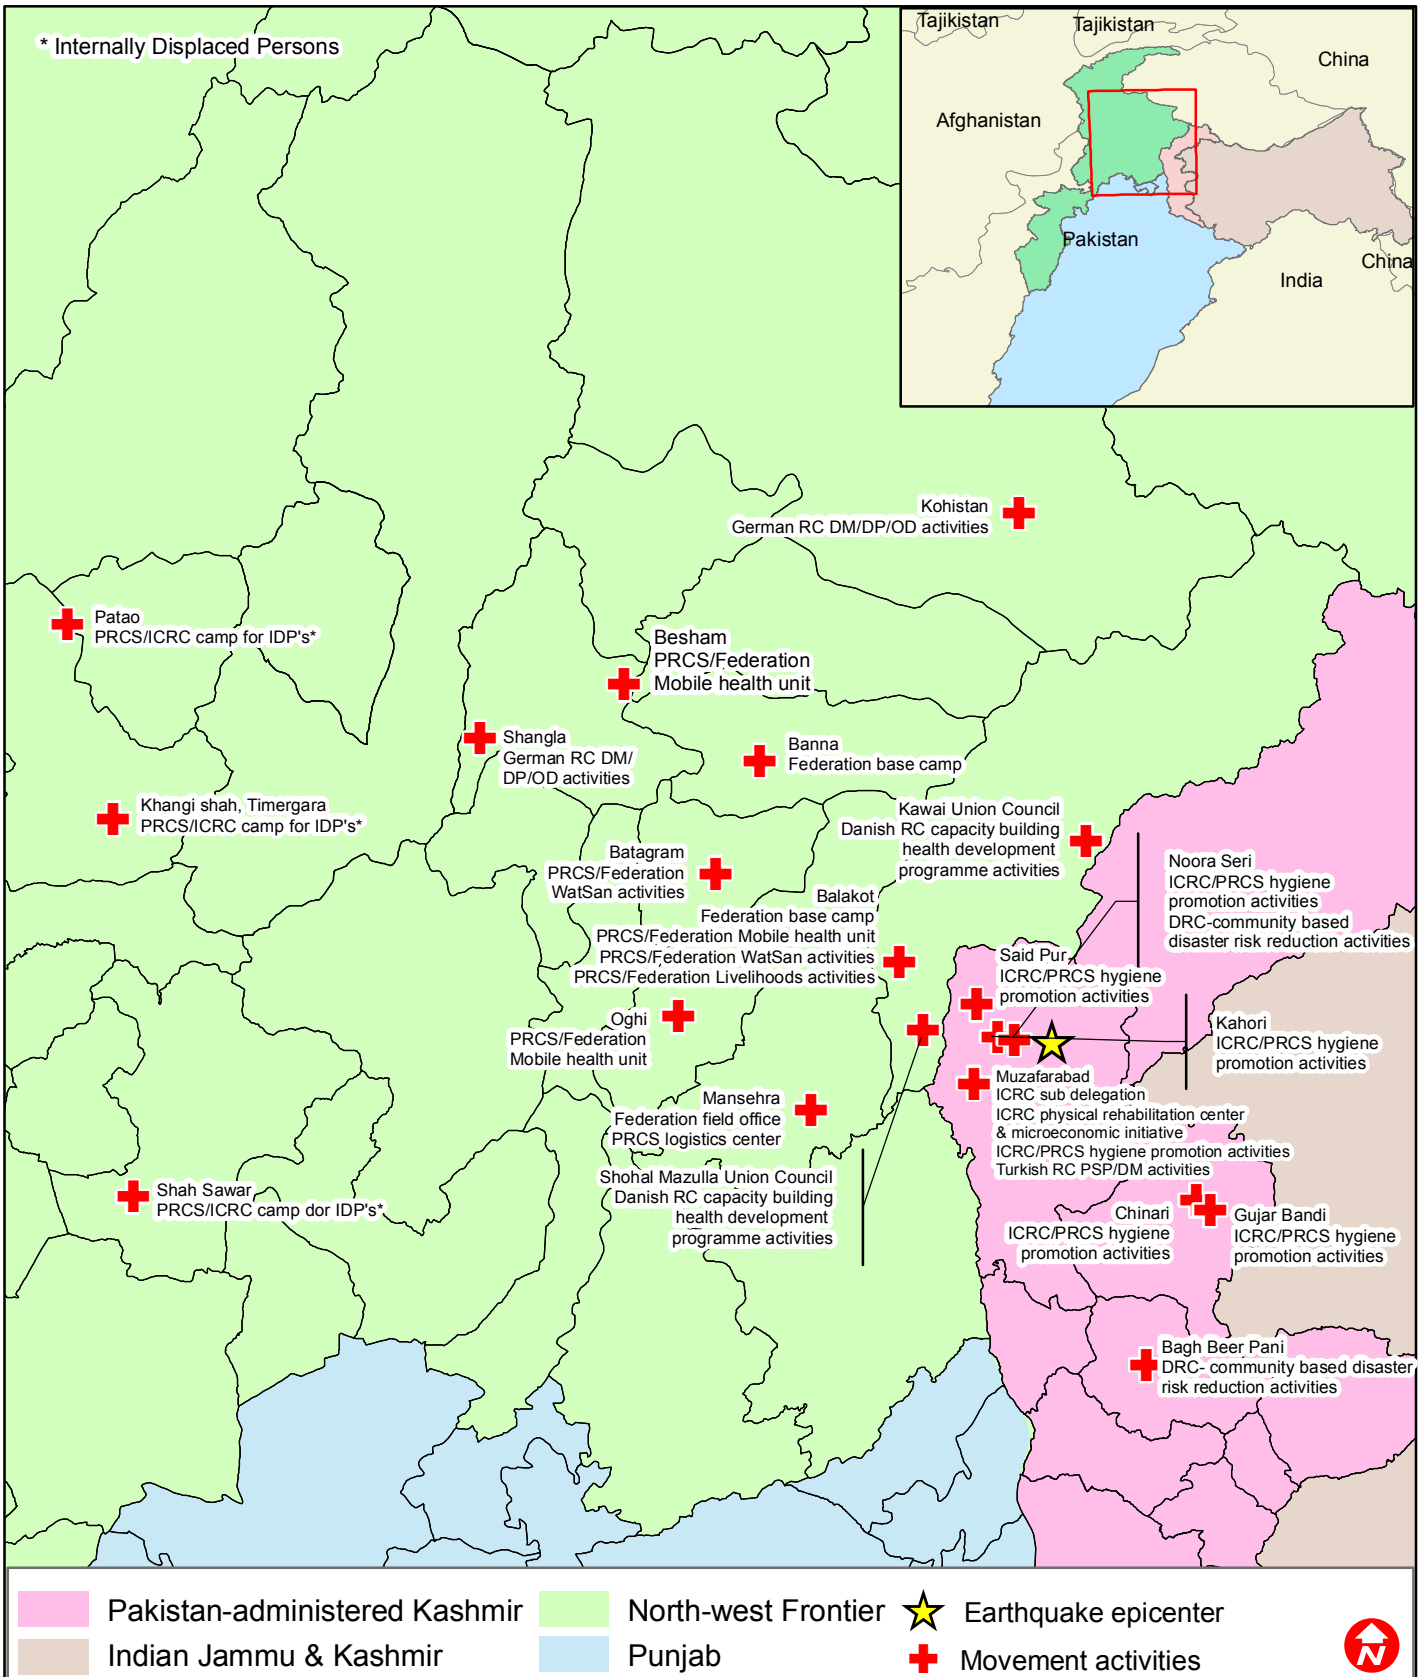 * Internally Displaced Persons
Tajikistan
Tajikistan
China
Afghanistan
Pakistan
China
India
Kohistan
German RC DM/DP/OD activities
Patao
PRCS/ICRC camp for IDP's*
Besham
PRCS/Federation
Mobile health unit
Shangla
German RC DM/
DP/OD activities
Banna
Federation base camp
Khangi shah, Timergara
PRCS/ICRC camp for IDP's*
Kawai Union Council
Danish RC capacity building
health development
programme activities
Batagram
PRCS/Federation
WatSan activities
Noora Seri
ICRC/PRCS hygiene
promotion activities
DRC-community based
disaster risk reduction activities
Balakot
Federation base camp
PRCS/Federation Mobile health unit
PRCS/Federation WatSan activities
PRCS/Federation Livelihoods activities
Said Pur
ICRC/PRCS hygiene
promotion activities
Oghi
PRCS/Federation
Mobile health unit
Kahori
ICRC/PRCS hygiene
promotion activities
Muzafarabad
ICRC sub delegation
ICRC physical rehabilitation center
& microeconomic initiative
ICRC/PRCS hygiene promotion activities
Turkish RC PSP/DM activities
Mansehra
Federation field office
PRCS logistics center
Shohal Mazulla Union Council
Danish RC capacity building
health development
programme activities
Shah Sawar
PRCS/ICRC camp dor IDP's*
Chinari
ICRC/PRCS hygiene
promotion activities
Gujar Bandi
ICRC/PRCS hygiene
promotion activities
Bagh Beer Pani
DRC- community based disaster
risk reduction activities
Pakistan-administered Kashmir
North-west Frontier
Earthquake epicenter
Indian Jammu & Kashmir
Punjab
Movement activities
N